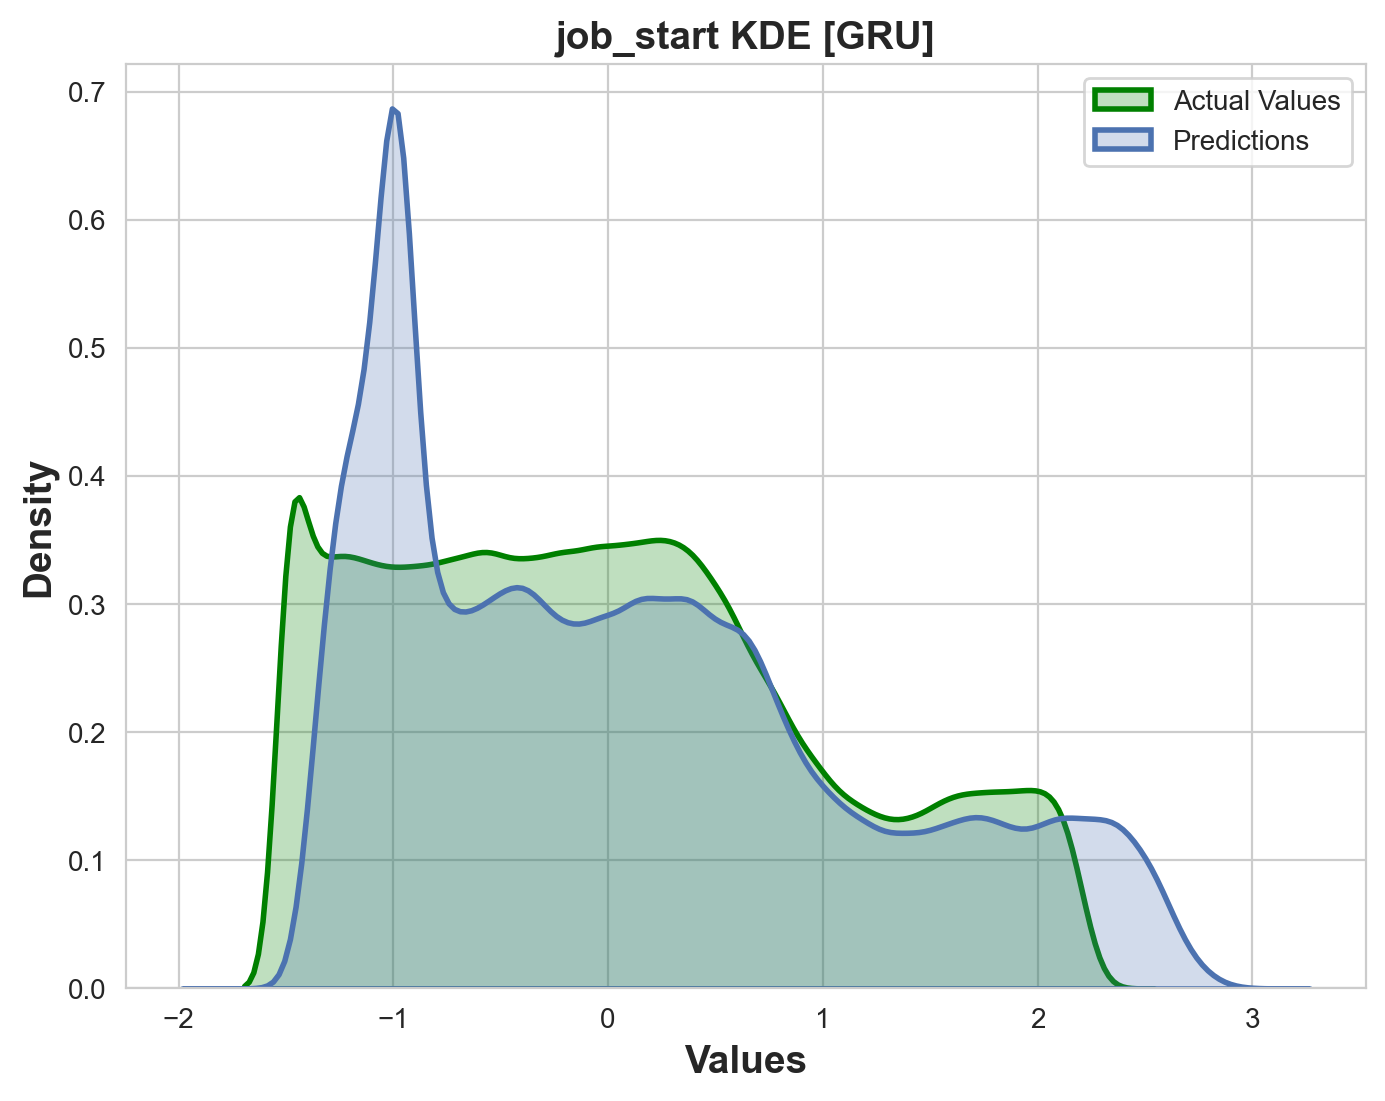 job_start KDE [GRU]
Actual Values
Predictions
Density
0.7
0.6
0.5
0.4
0.3
0.2
0.1
0.0
−2 −1 0 1 2 3
Values